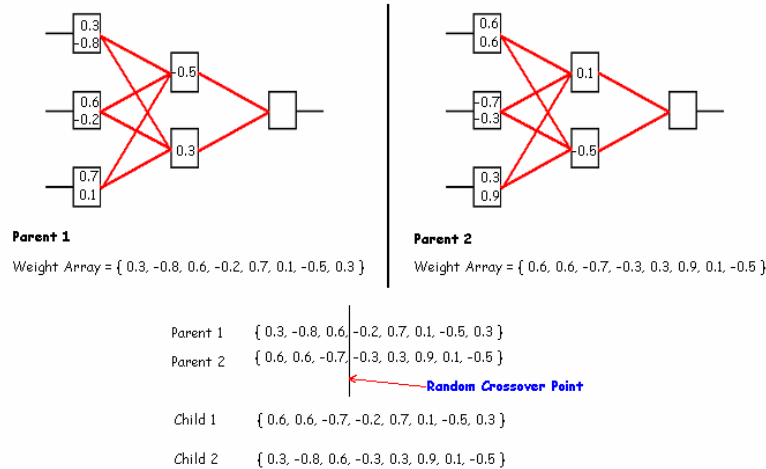 0.3
-0.8
0.6
-0.2
0.7
0.1
-0.5
0.3
0.6
0.6
-0.7
-0.3
0.3
0.9
0.1
-0.5
Parent 1
Weight Array = { 0.3, -0.8, 0.6, -0.2, 0.7, 0.1, -0.5, 0.3 }
Parent 2
Weight Array = { 0.6, 0.6, -0.7, -0.3, 0.3, 0.9, 0.1, -0.5 }
Parent 1 { 0.3, -0.8, 0.6, -0.2, 0.7, 0.1, -0.5, 0.3 }
Parent 2 { 0.6, 0.6, -0.7, -0.3, 0.3, 0.9, 0.1, -0.5 }
Random Crossover Point
Child 1 { 0.6, 0.6, -0.7, -0.2, 0.7, 0.1, -0.5, 0.3 }
Child 2 { 0.3, -0.8, 0.6, -0.3, 0.3, 0.9, 0.1, -0.5 }